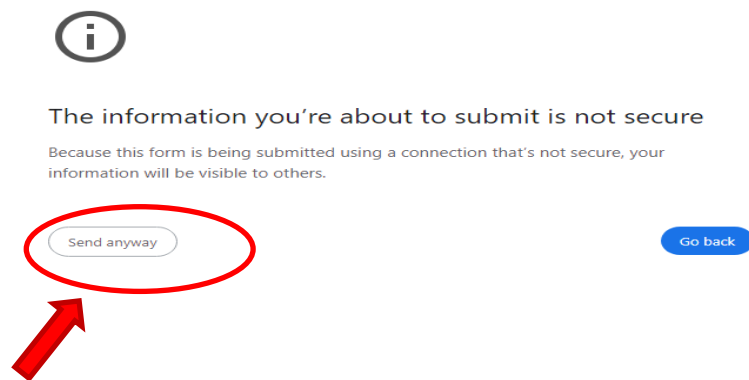 The information you’re about to submit is not secure
Because this form is being submitted using a connection that’s not secure, your
information will be visible to others.
Send anyway
Go back